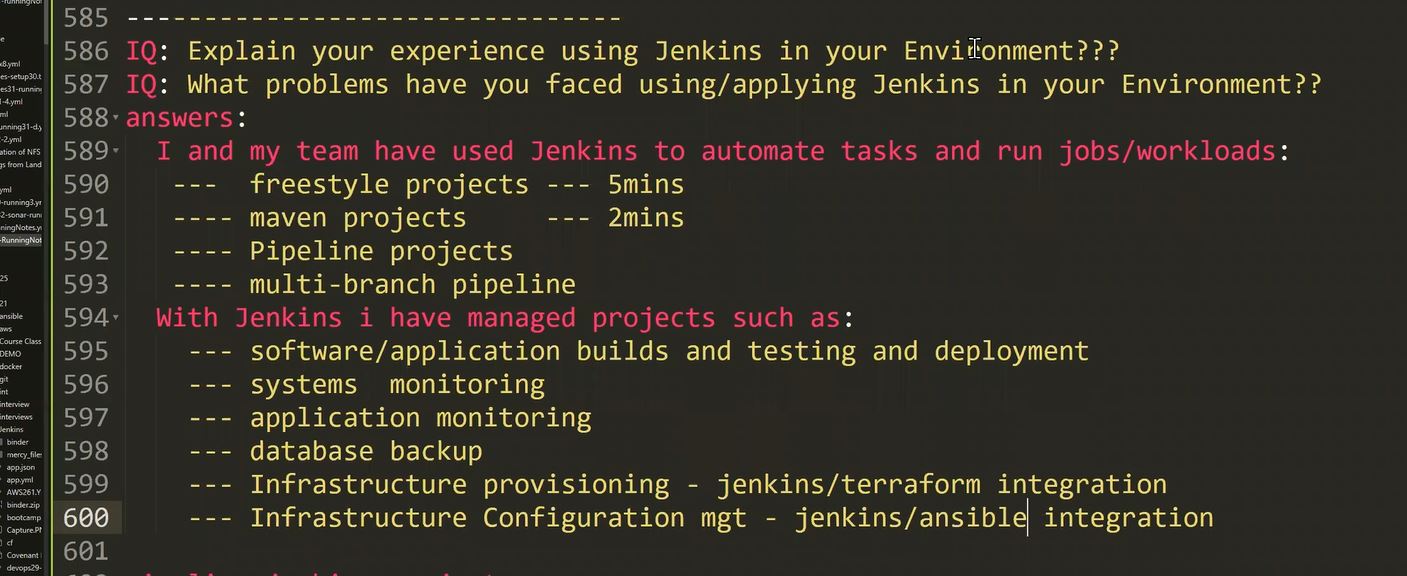 585 --------------------------------
586 IQ: Explain your experience using Jenkins in your Environment???
587 IQ: What problems have you faced using/applying Jenkins in your Environment??
588 answers:
589 I and my team have used Jenkins to automate tasks and run jobs/workloads:
590 --- freestyle projects --- 5mins
591 ---- maven projects --- 2mins
592 ---- Pipeline projects
593 ---- multi-branch pipeline
594 With Jenkins i have managed projects such as:
595 --- software/application builds and testing and deployment
596 --- systems monitoring
597 --- application monitoring
598 --- database backup
599 --- Infrastructure provisioning - jenkins/terraform integration
600 --- Infrastructure Configuration mgt - jenkins/ansible integration
601
x8.yml
es-setup30.t
es31-running
1-4.yml
ml
unning31-d.y
-2.yml
ation of NFS
gs from Land
yml
0-running3.y
2-sonar-runn
ningNotes.y
-RunningNot
25
21
ansible
aws
Course Class
DEMO
docker
git
int
interview
interviews
Jenkins
binder
mercy_files
app.json
app.yml
AWS261.Y
binder.zip
bootcamp
Capture.PN
cf
Covenant
devops29-